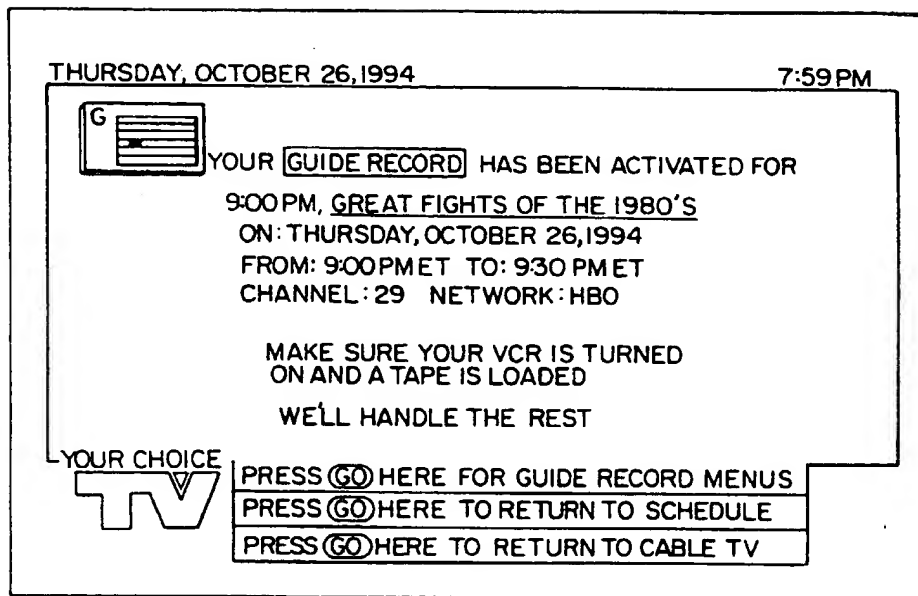 THURSDAY, OCTOBER 26, 1994 7:59 PM
G
YOUR GUIDE RECORD HAS BEEN ACTIVATED FOR
9:00 PM, GREAT FIGHTS OF THE 1980'S
ON: THURSDAY, OCTOBER 26, 1994
FROM: 9:00 PM ET TO: 9:30 PM ET
CHANNEL: 29 NETWORK: HBO
MAKE SURE YOUR VCR IS TURNED
ON AND A TAPE IS LOADED
WE'LL HANDLE THE REST
YOUR CHOICE
TV
PRESS GO HERE FOR GUIDE RECORD MENUS
PRESS GO HERE TO RETURN TO SCHEDULE
PRESS GO HERE TO RETURN TO CABLE TV